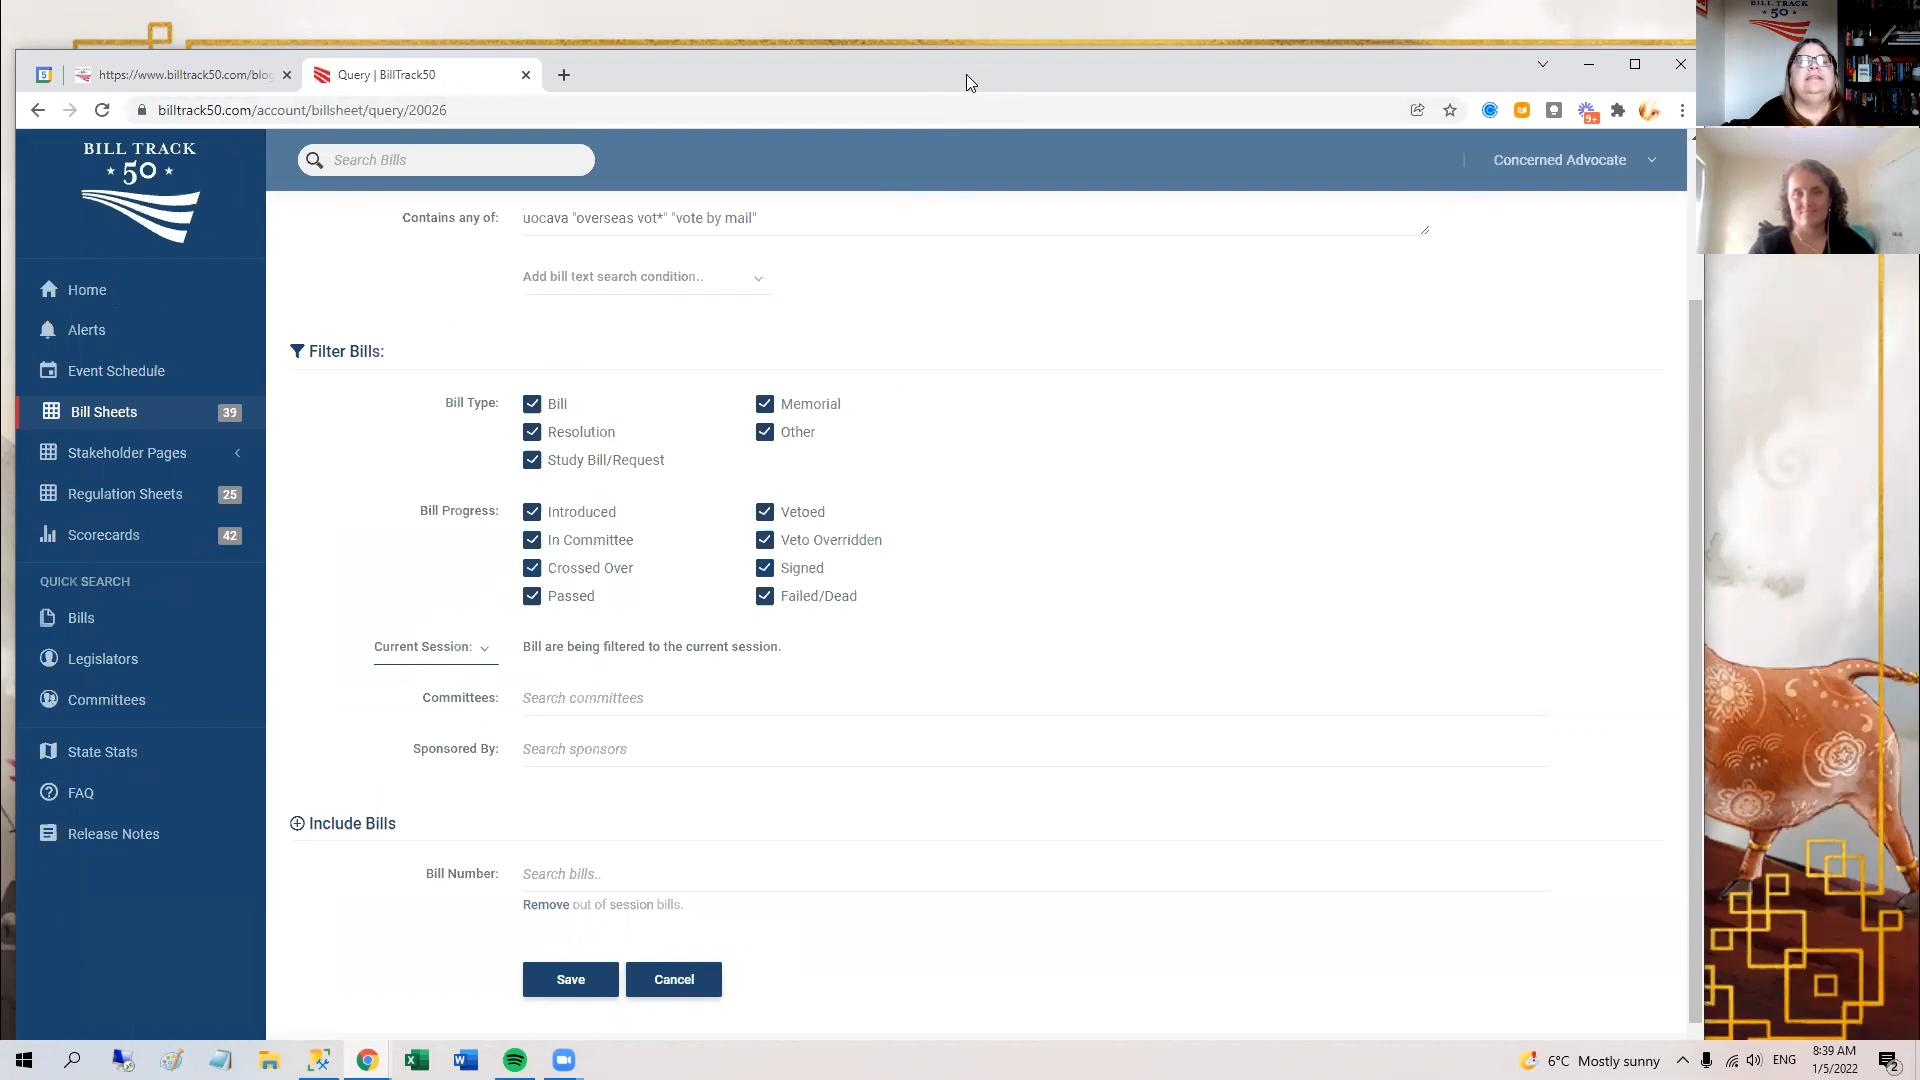 https://www.billtrack50.com/blog
Query | BillTrack50
billtrack50.com/account/billsheet/query/20026
9+
BILL TRACK
50
Search Bills
Concerned Advocate
Contains any of:
uocava "overseas vot*" "vote by mail"
Add bill text search condition..
Home
Alerts
Event Schedule
Bill Sheets 39
Stakeholder Pages
Regulation Sheets 25
Scorecards 42
QUICK SEARCH
Bills
Legislators
Committees
State Stats
FAQ
Release Notes
Filter Bills:
Bill Type:
Bill
Memorial
Resolution
Other
Study Bill/Request
Bill Progress:
Introduced
Vetoed
In Committee
Veto Overridden
Crossed Over
Signed
Passed
Failed/Dead
Current Session:
Bill are being filtered to the current session.
Committees:
Search committees
Sponsored By:
Search sponsors
Include Bills
Bill Number:
Search bills..
Remove out of session bills.
Save
Cancel
BILL TRACK
50
6°C Mostly sunny
ENG
8:39 AM
1/5/2022
2